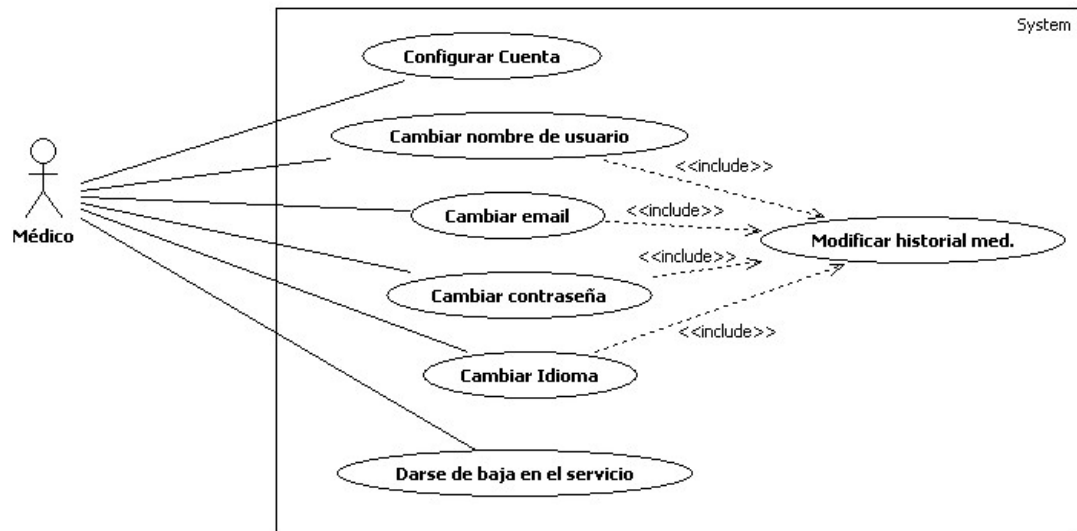 System
Configurar Cuenta
Cambiar nombre de usuario
<<include>>
Cambiar email
<<include>>
Médico
Modificar historial med.
<<include>>
Cambiar contraseña
<<include>>
Cambiar Idioma
Darse de baja en el servicio